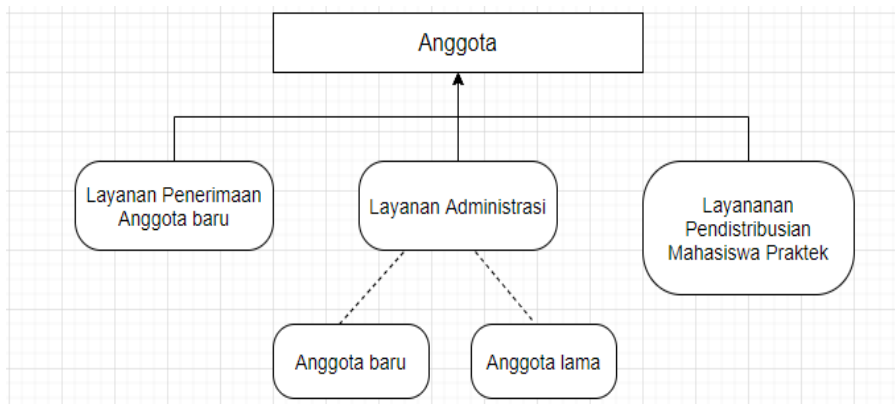 Anggota
Layanan Penerimaan
Anggota baru
Layanan Administrasi
Layananan
Pendistribusian
Mahasiswa Praktek
Anggota baru
Anggota lama